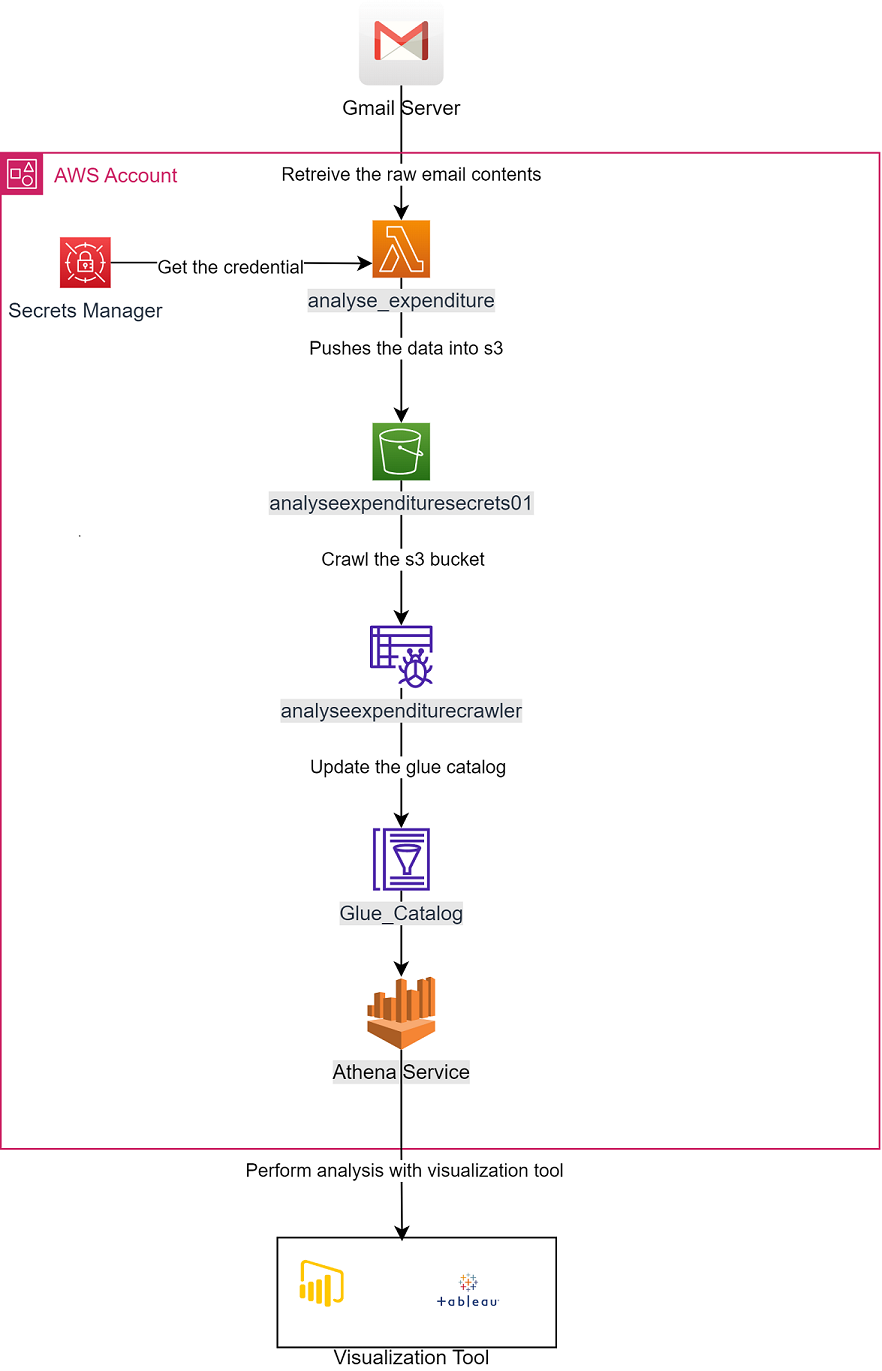 Gmail Server
AWS Account
Retreive the raw email contents
Get the credential
Secrets Manager
analyse_expenditure
Pushes the data into s3
analyseexpendituresecrets01
Crawl the s3 bucket
analyseexpenditurecrawler
Update the glue catalog
Glue_Catalog
Athena Service
Perform analysis with visualization tool
+ableau
Visualization Tool